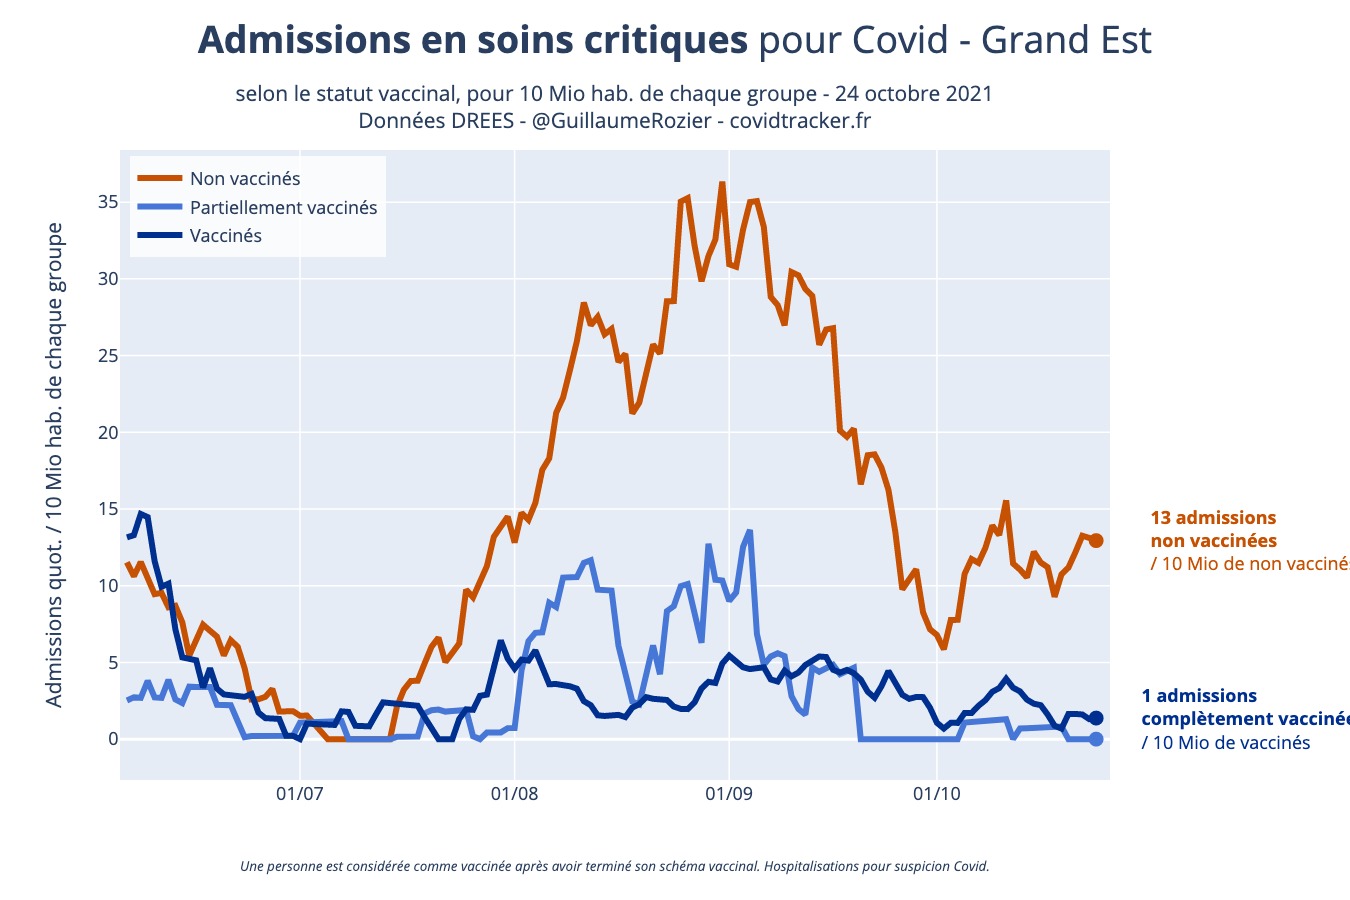 Admissions en soins critiques pour Covid - Grand Est
selon le statut vaccinal, pour 10 Mio hab. de chaque groupe - 24 octobre 2021
Données DREES - @GuillaumeRozier - covidtracker.fr
Non vaccinés
Partiellement vaccinés
Vaccinés
Admissions quot. / 10 Mio hab. de chaque groupe
35
30
25
20
15
10
5
0
01/07
01/08
01/09
01/10
13 admissions
non vaccinées
/ 10 Mio de non vaccinés
1 admissions
complètement vaccinée
/ 10 Mio de vaccinés
Une personne est considérée comme vaccinée après avoir terminé son schéma vaccinal. Hospitalisations pour suspicion Covid.